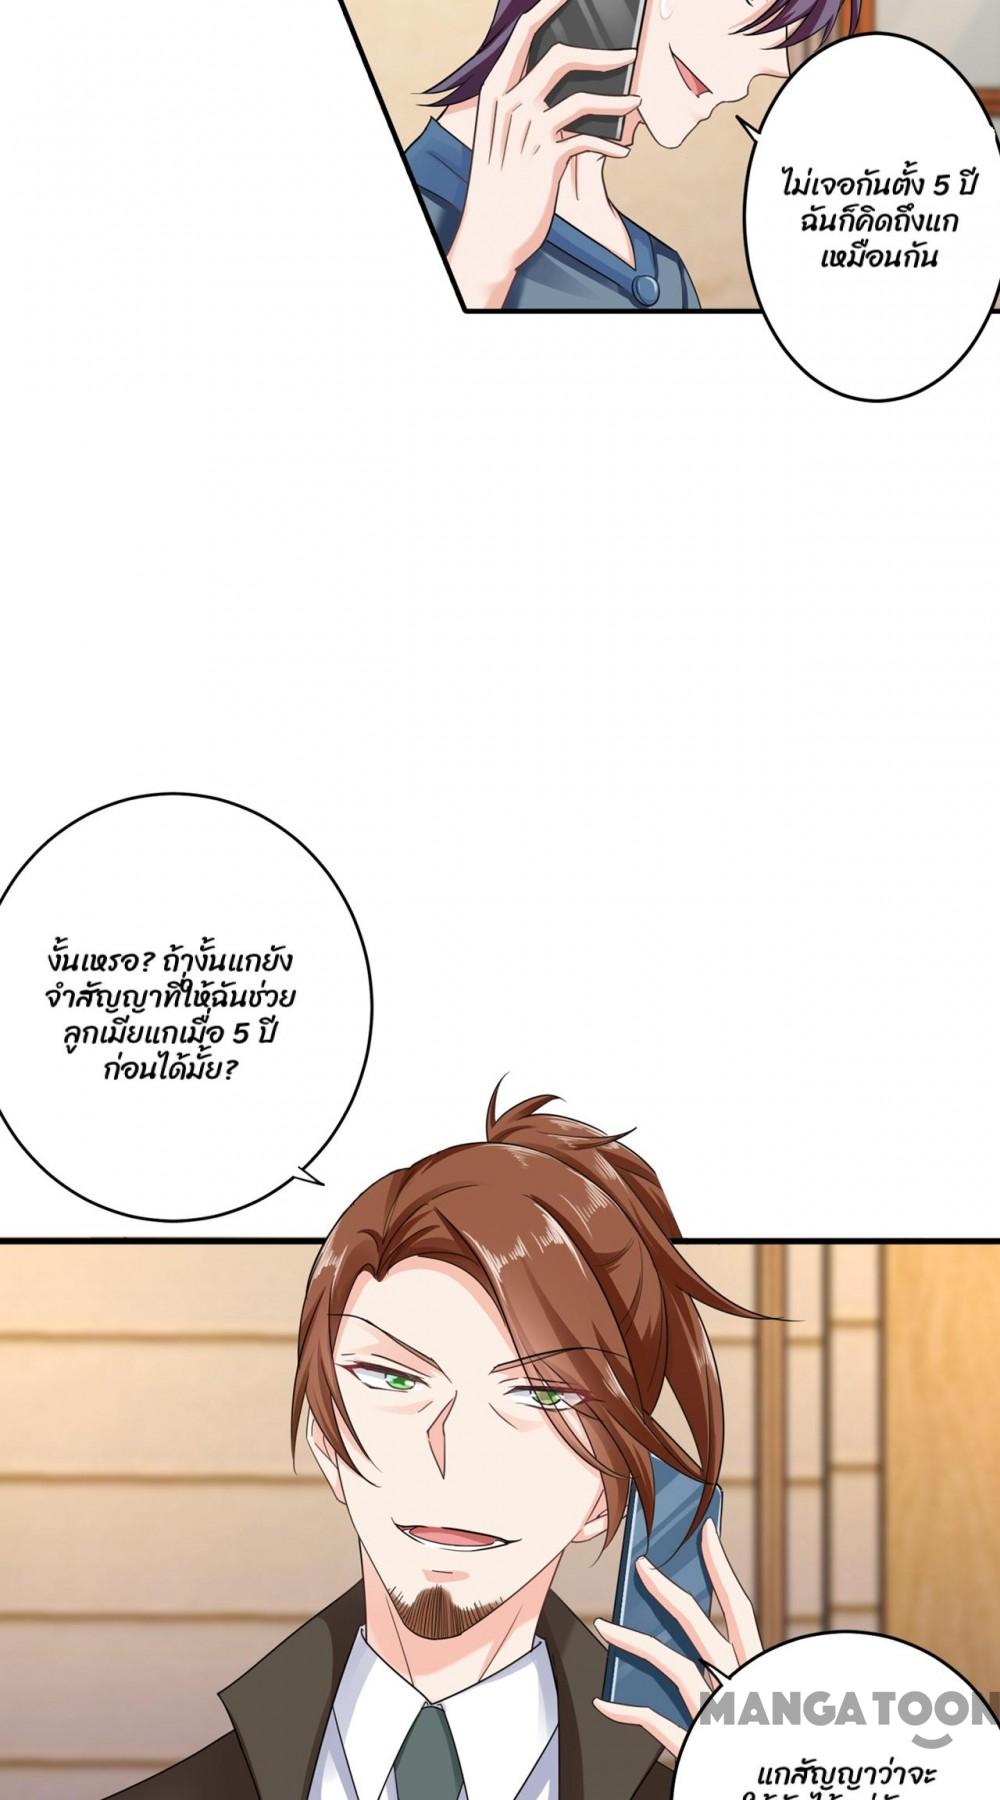 ไม่เจอกันตั้ง 5 ปี
ฉันก็คิดถึงแก
เหมือนกัน
งั้นเหรอ? ถ้างั้นแกยัง
จำสัญญาที่ให้ฉันช่วย
ลูกเมียแกเมื่อ 5 ปี
ก่อนได้มั้ย?
MANGATOON
แกสัญญาว่าจะ